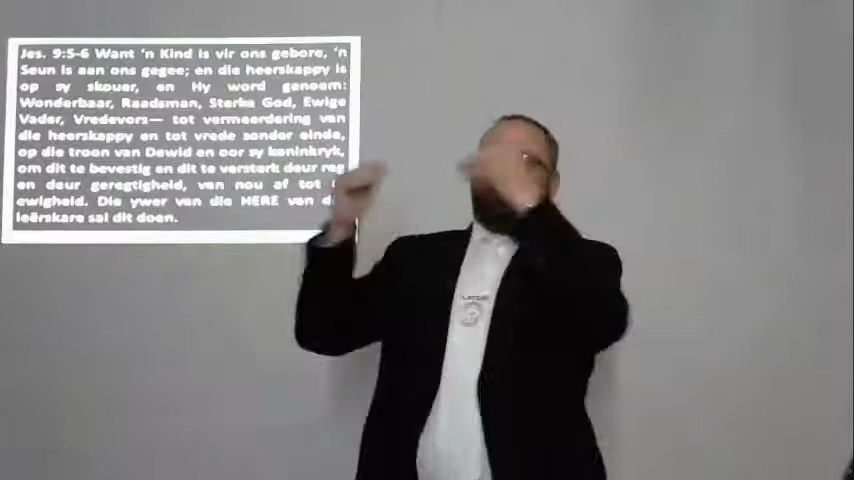 Jes. 9:5-6 Want 'n Kind is vir ons gebore, 'n
Seun is aan ons gegee; en die heerskappy is
op sy skouer, en Hy word genoem:
Wonderbaar, Raadsman, Sterke God, Ewige
Vader, Vredevors— tot vermeerdering van
die heerskappy en tot vrede sonder einde,
op die troon van Dawid en oor sy koninkryk,
om dit te bevestig en dit te versterk deur reg
en deur geregtigheid, van nou af tot
ewigheid. Die ywer van die HERE van
leërskare sal dit doen.